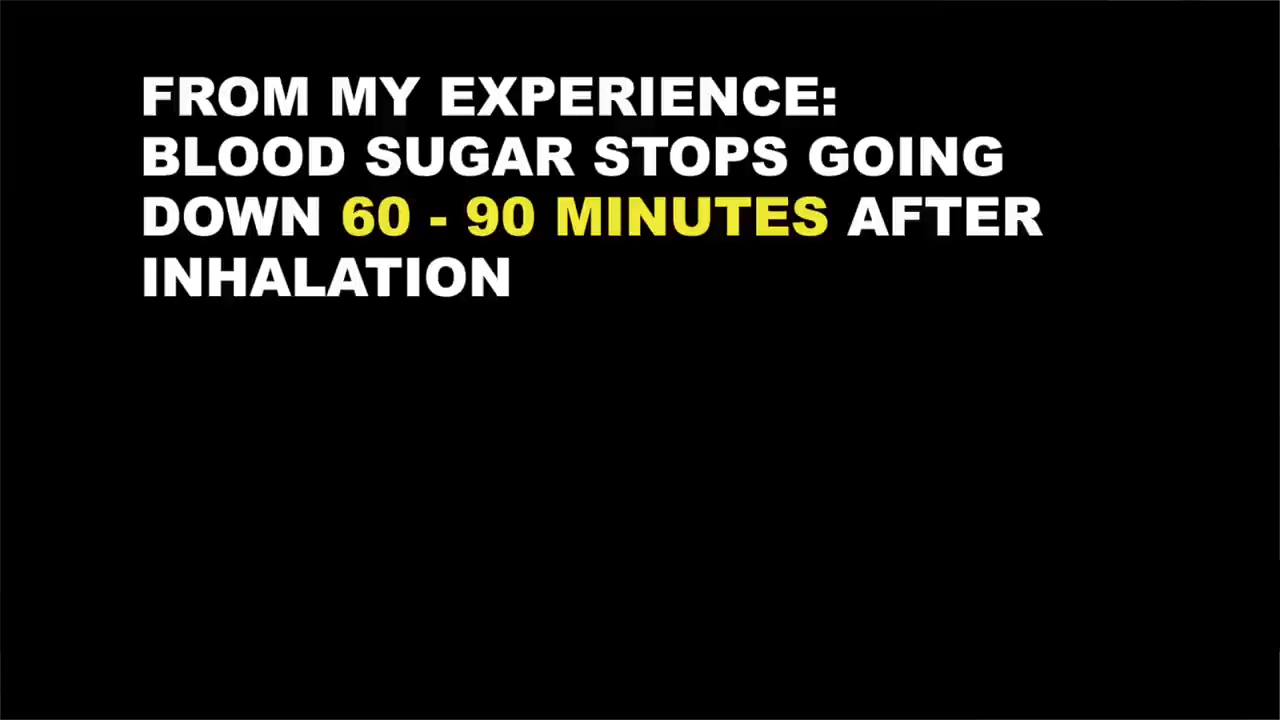 FROM MY EXPERIENCE:
BLOOD SUGAR STOPS GOING
DOWN 60 - 90 MINUTES AFTER
INHALATION